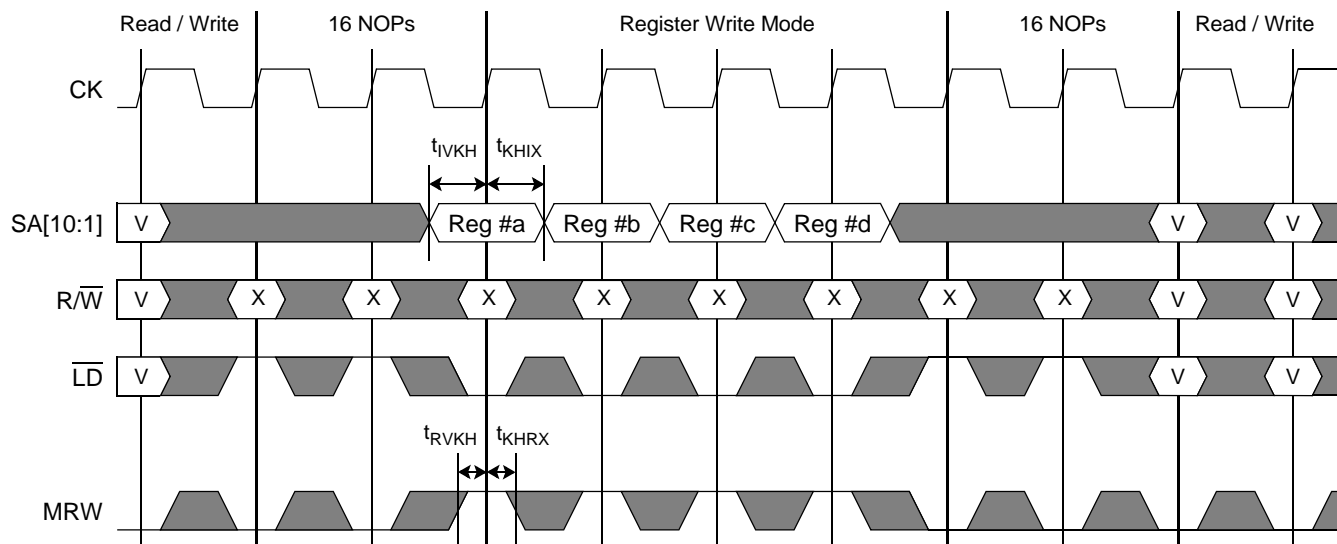 Read / Write 16 NOPs Register Write Mode 16 NOPs Read / Write
CK
tIVKH tKHIX
SA[10:1] V Reg #a Reg #b Reg #c Reg #d V V
R/W̅ V X X X X X X X X V V
L̅D̅ V V V
tRVKH tKHRX
MRW